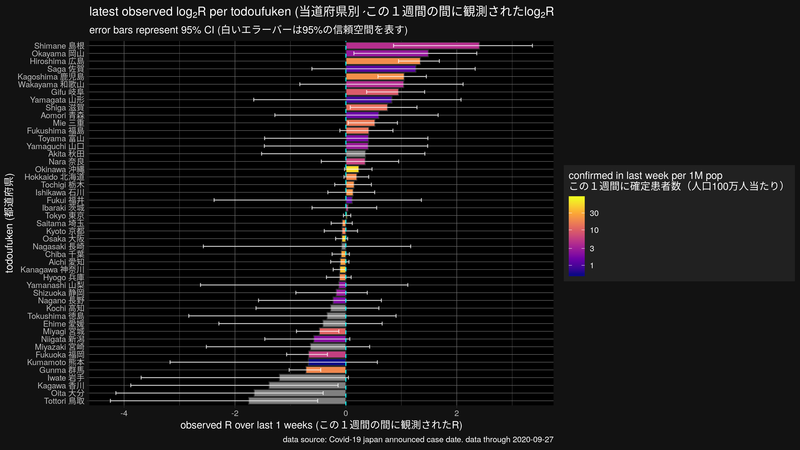 latest observed log2R per todoufuken (当道府県別・この１週間の間に観測されたlog2R
error bars represent 95% CI (白いエラーバーは95%の信頼空間を表す)
todoufuken (都道府県)
Shimane 島根
Okayama 岡山
Hiroshima 広島
Saga 佐賀
Kagoshima 鹿児島
Wakayama 和歌山
Gifu 岐阜
Yamagata 山形
Shiga 滋賀
Aomori 青森
Mie 三重
Fukushima 福島
Toyama 富山
Yamaguchi 山口
Akita 秋田
Nara 奈良
Okinawa 沖縄
Hokkaido 北海道
Tochigi 栃木
Ishikawa 石川
Fukui 福井
Ibaraki 茨城
Tokyo 東京
Saitama 埼玉
Kyoto 京都
Osaka 大阪
Nagasaki 長崎
Chiba 千葉
Aichi 愛知
Kanagawa 神奈川
Hyogo 兵庫
Yamanashi 山梨
Shizuoka 静岡
Nagano 長野
Kochi 高知
Tokushima 徳島
Ehime 愛媛
Miyagi 宮城
Niigata 新潟
Miyazaki 宮崎
Fukuoka 福岡
Kumamoto 熊本
Gunma 群馬
Iwate 岩手
Kagawa 香川
Oita 大分
Tottori 鳥取
-4 -2 0 2
observed R over last 1 weeks (この１週間の間に観測されたR)
data source: Covid-19 japan announced case date. data through 2020-09-27
confirmed in last week per 1M pop
この１週間に確定患者数（人口100万人当たり）
30
10
3
1